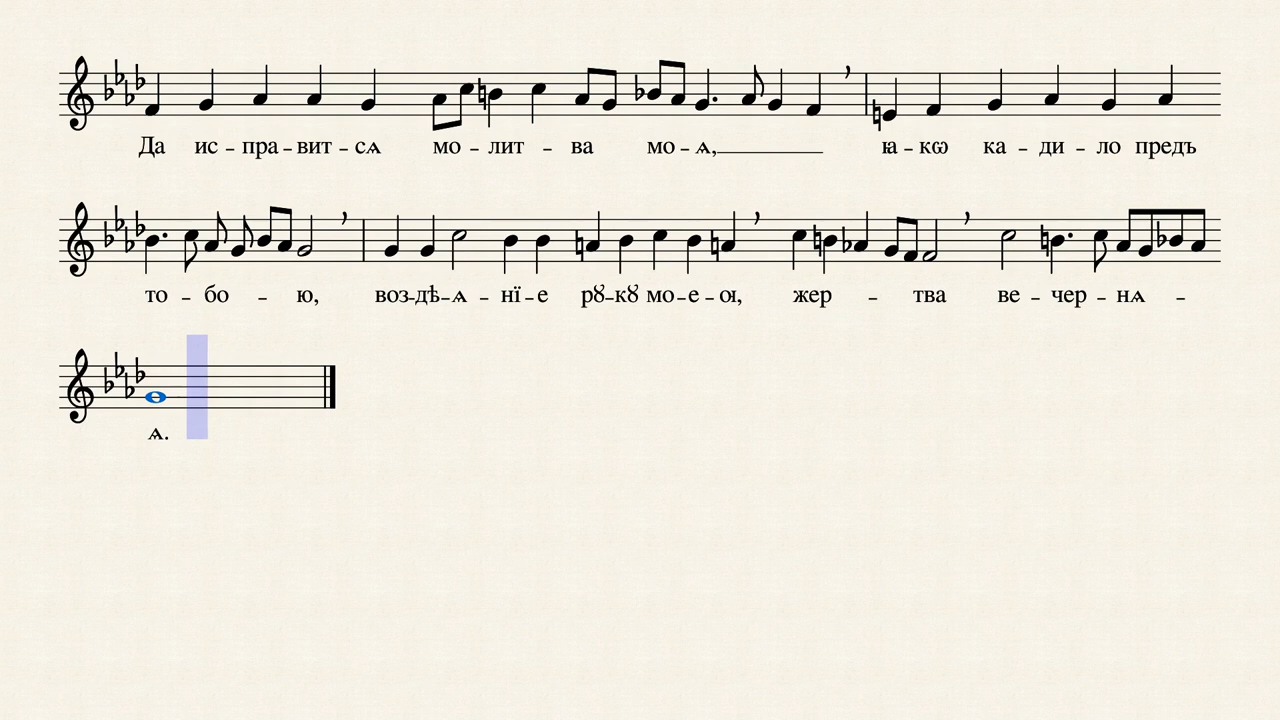 Да ис – пра – вит – сѧ мо – лит – ва мо – ѧ, ꙗ – кѡ ка – ди – ло предъ
то – бо – ю, воз – дѣ – ѧ – нї – е рꙋ – кꙋ мо – е – ѹ, жер – тва ве – чер – нѧ –
ѧ.